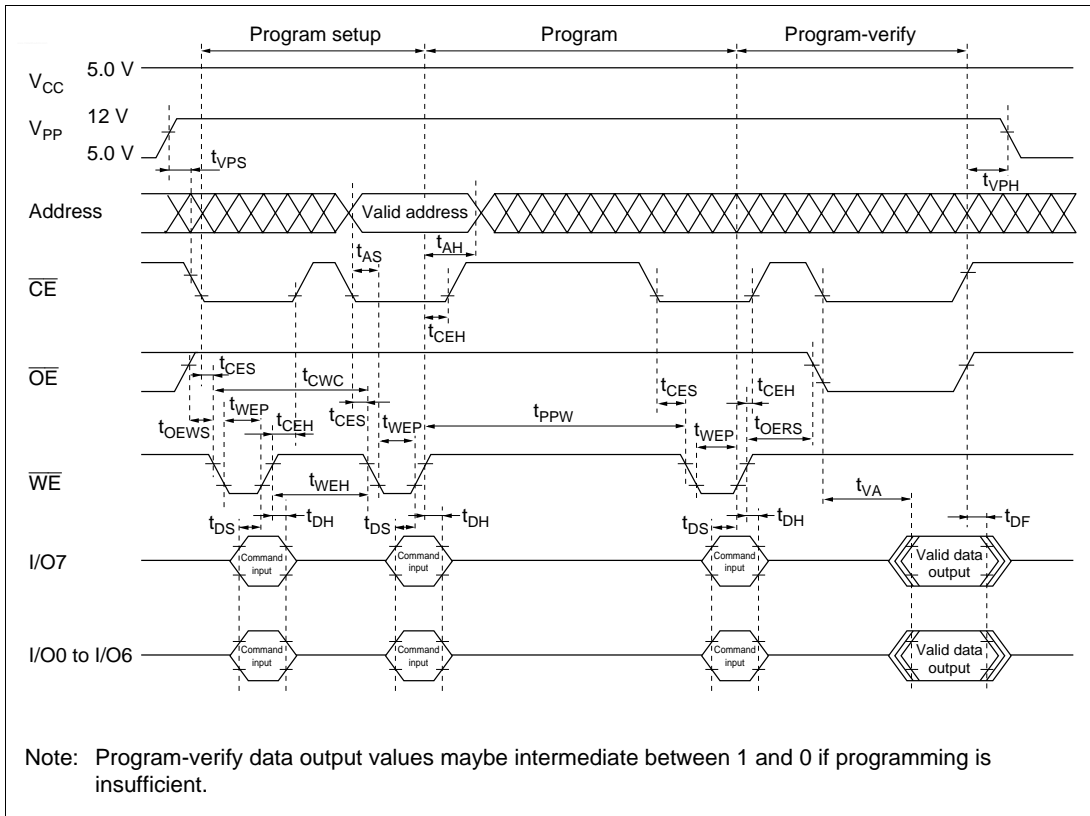 Program setup Program Program-verify
VCC 5.0 V
VPP 12 V
5.0 V
tVPS
tVPH
Address Valid address
tAS tAH
CE
tCEH
OE
tCES tCWC tCES tCEH
tOEWS tWEP tCEH tCES tWEP tPPW tWEP tOERS
WE
tWEH tVA
tDS tDH tDS tDH tDS tDH tDF
I/O7 Command input Command input Command input Valid data output
I/O0 to I/O6 Command input Command input Command input Valid data output
Note: Program-verify data output values maybe intermediate between 1 and 0 if programming is
insufficient.